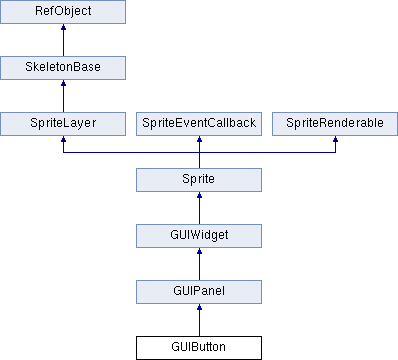 RefObject
SkeletonBase
SpriteLayer
SpriteEventCallback
SpriteRenderable
Sprite
GUIWidget
GUIPanel
GUIButton